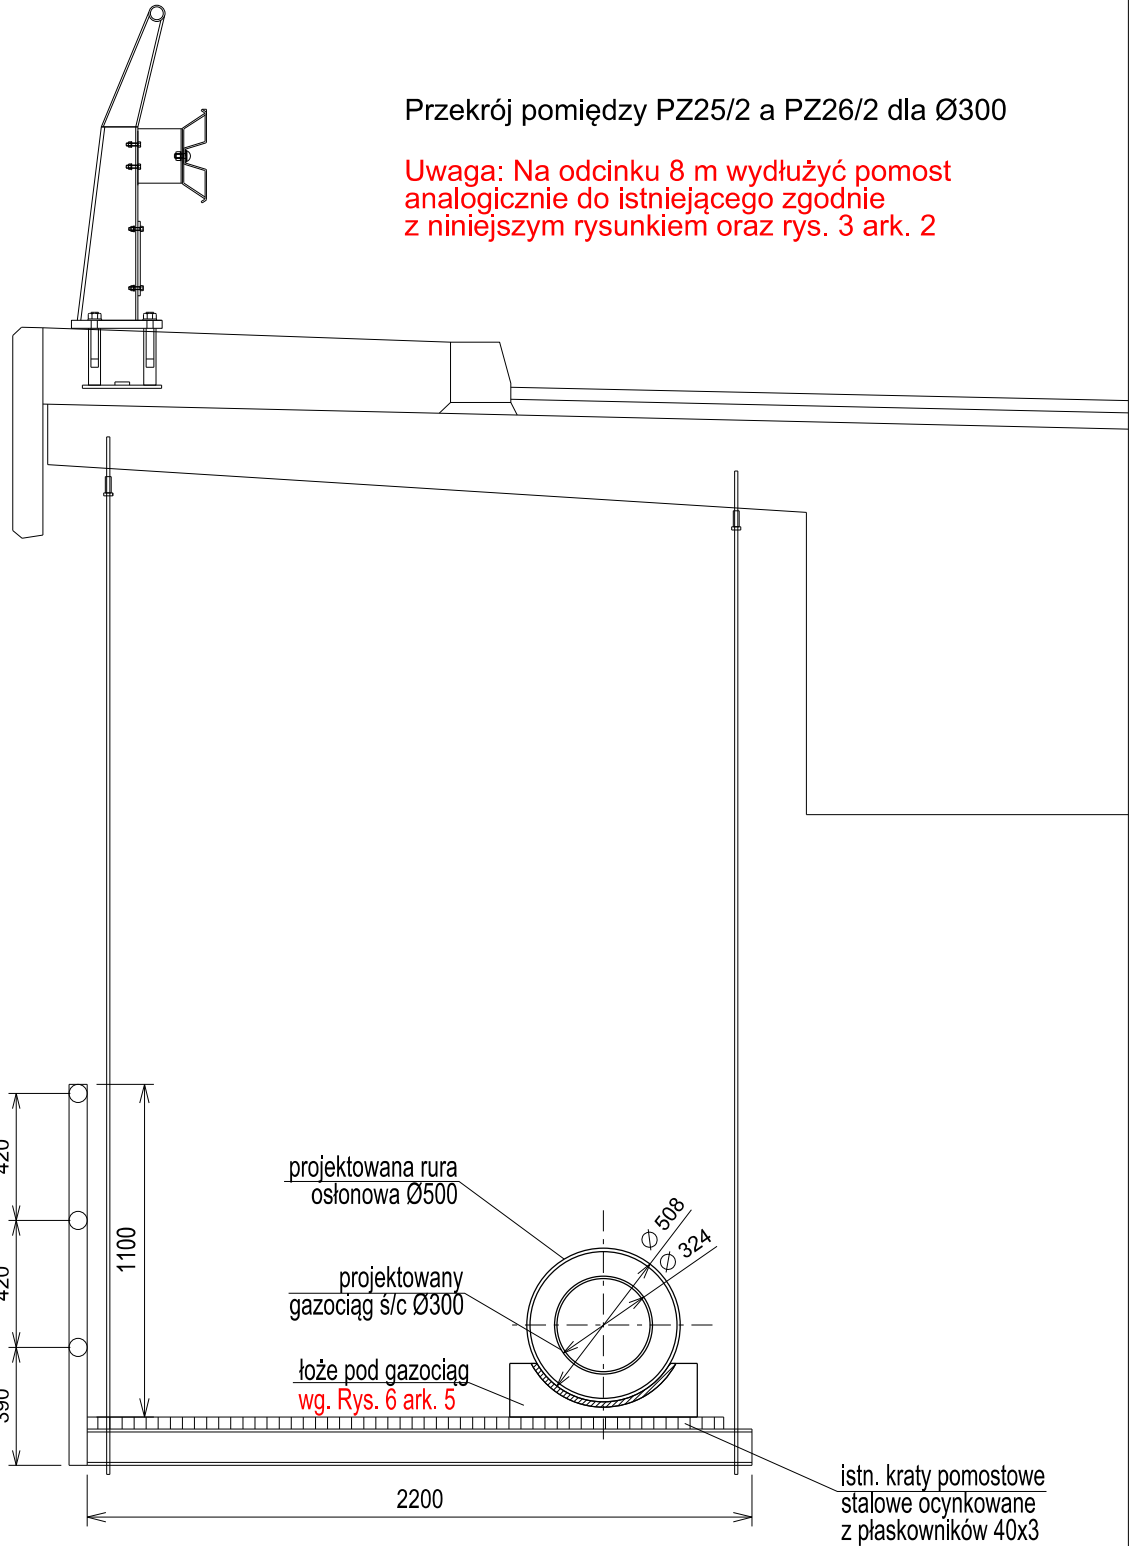 Przekrój pomiędzy PZ25/2 a PZ26/2 dla Ø300
Uwaga: Na odcinku 8 m wydłużyć pomost
analogicznie do istniejącego zgodnie
z niniejszym rysunkiem oraz rys. 3 ark. 2
420
420
390
1100
projektowana rura
osłonowa Ø500
projektowany
gazociąg ś/c Ø300
łoże pod gazociąg
wg. Rys. 6 ark. 5
Ø 508
Ø 324
2200
istn. kraty pomostowe
stalowe ocynkowane
z płaskowników 40x3